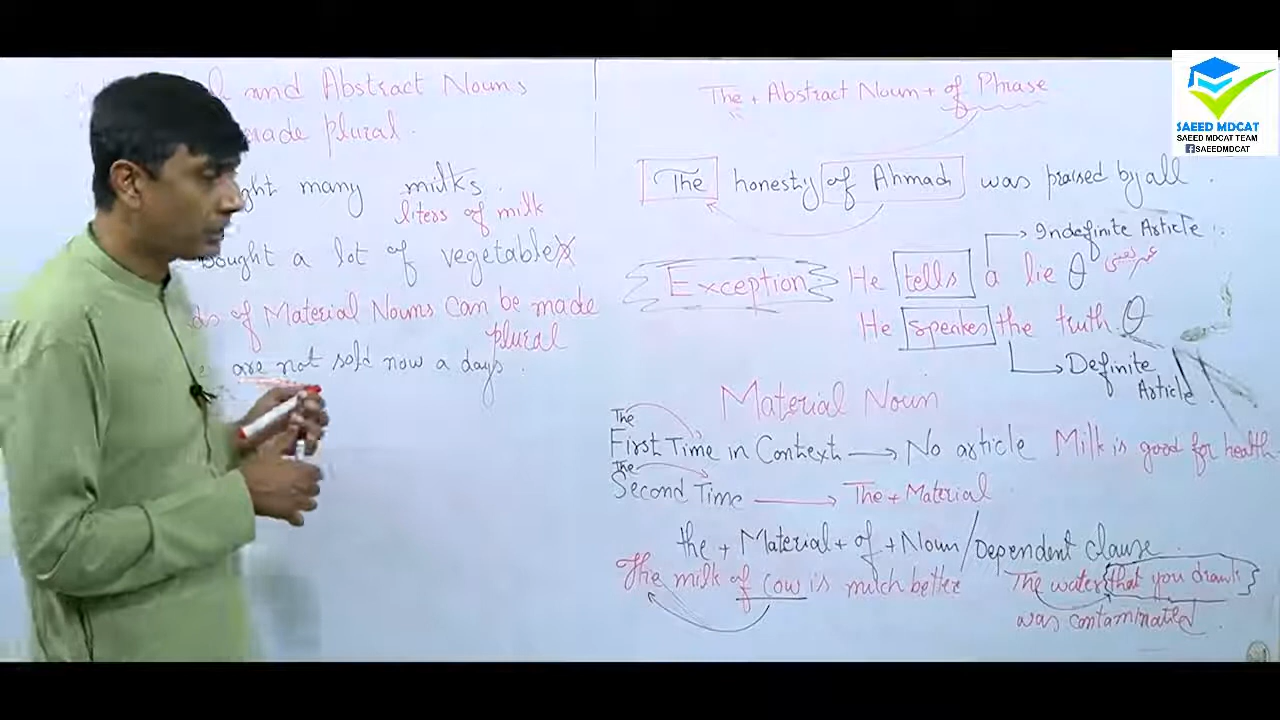 and Abstract Nouns
made plural.
many milks.
liters of milk
bought a lot of vegetables
of Material Nouns can be made
plural
are not sold now a days.
The + Abstract Noun + of Phrase
The honesty of Ahmad was praised by all.
Indefinite Article
Exception He tells a lie θ
He speakes the truth. θ
Definite
Article.
Material Noun
The
First Time in Context → No article Milk is good for health
The
Second Time → The + Material
the + Material + of + Noun/Dependent clause.
The milk of cow is much better The water {that you drank}
was contaminated.
SAEED MDCAT
SAEED MDCAT TEAM
SAEEDMDCAT